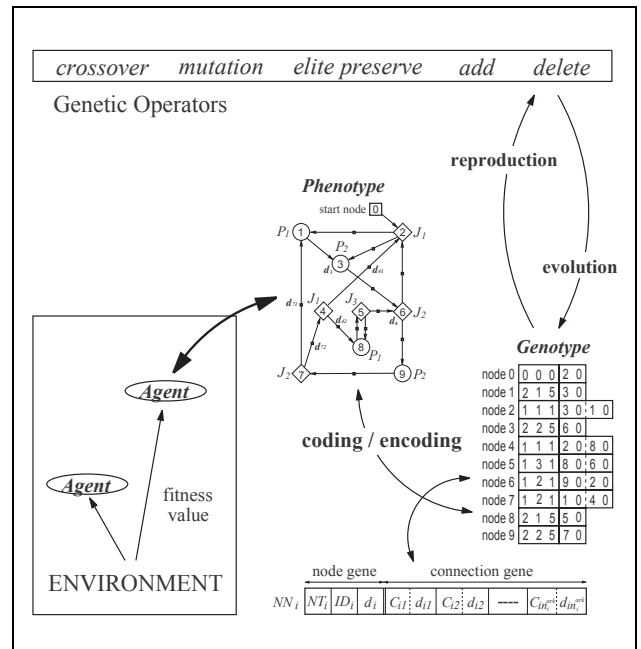 crossover mutation elite preserve add delete
Genetic Operators
reproduction
evolution
Phenotype
start node 0
P1 1 2 J1
P2
3
d1 d41
d71
J1 J3
4 5 6 J2
d42 d6
8 P1
d72
J2 7 9 P2
coding / encoding
Genotype
node 0 0 0 0 2 0
node 1 2 1 5 3 0
node 2 1 1 1 3 0 1 0
node 3 2 2 5 6 0
node 4 1 1 1 2 0 8 0
node 5 1 3 1 8 0 6 0
node 6 1 2 1 9 0 2 0
node 7 1 2 1 1 0 4 0
node 8 2 1 5 5 0
node 9 2 2 5 7 0
Agent
Agent
fitness
value
ENVIRONMENT
node gene connection gene
NNi NTi IDi di Ci1 di1 Ci2 di2 ----